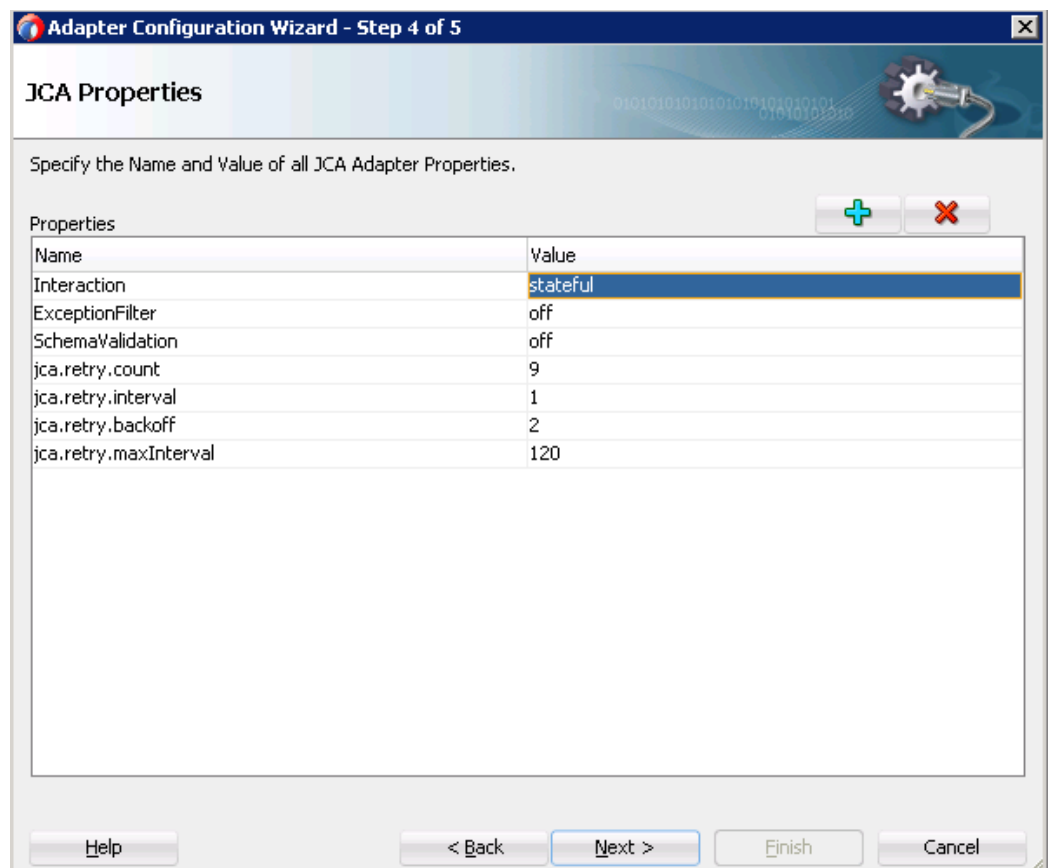 Adapter Configuration Wizard - Step 4 of 5
JCA Properties
Specify the Name and Value of all JCA Adapter Properties.
Properties
Name Value
Interaction stateful
ExceptionFilter off
SchemaValidation off
jca.retry.count 9
jca.retry.interval 1
jca.retry.backoff 2
jca.retry.maxInterval 120
Help < Back Next > Finish Cancel